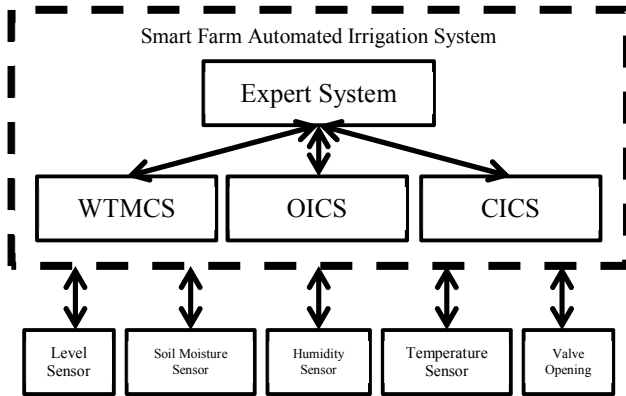 Smart Farm Automated Irrigation System
Expert System
WTMCS
OICS
CICS
Level
Sensor
Soil Moisture
Sensor
Humidity
Sensor
Temperature
Sensor
Valve
Opening